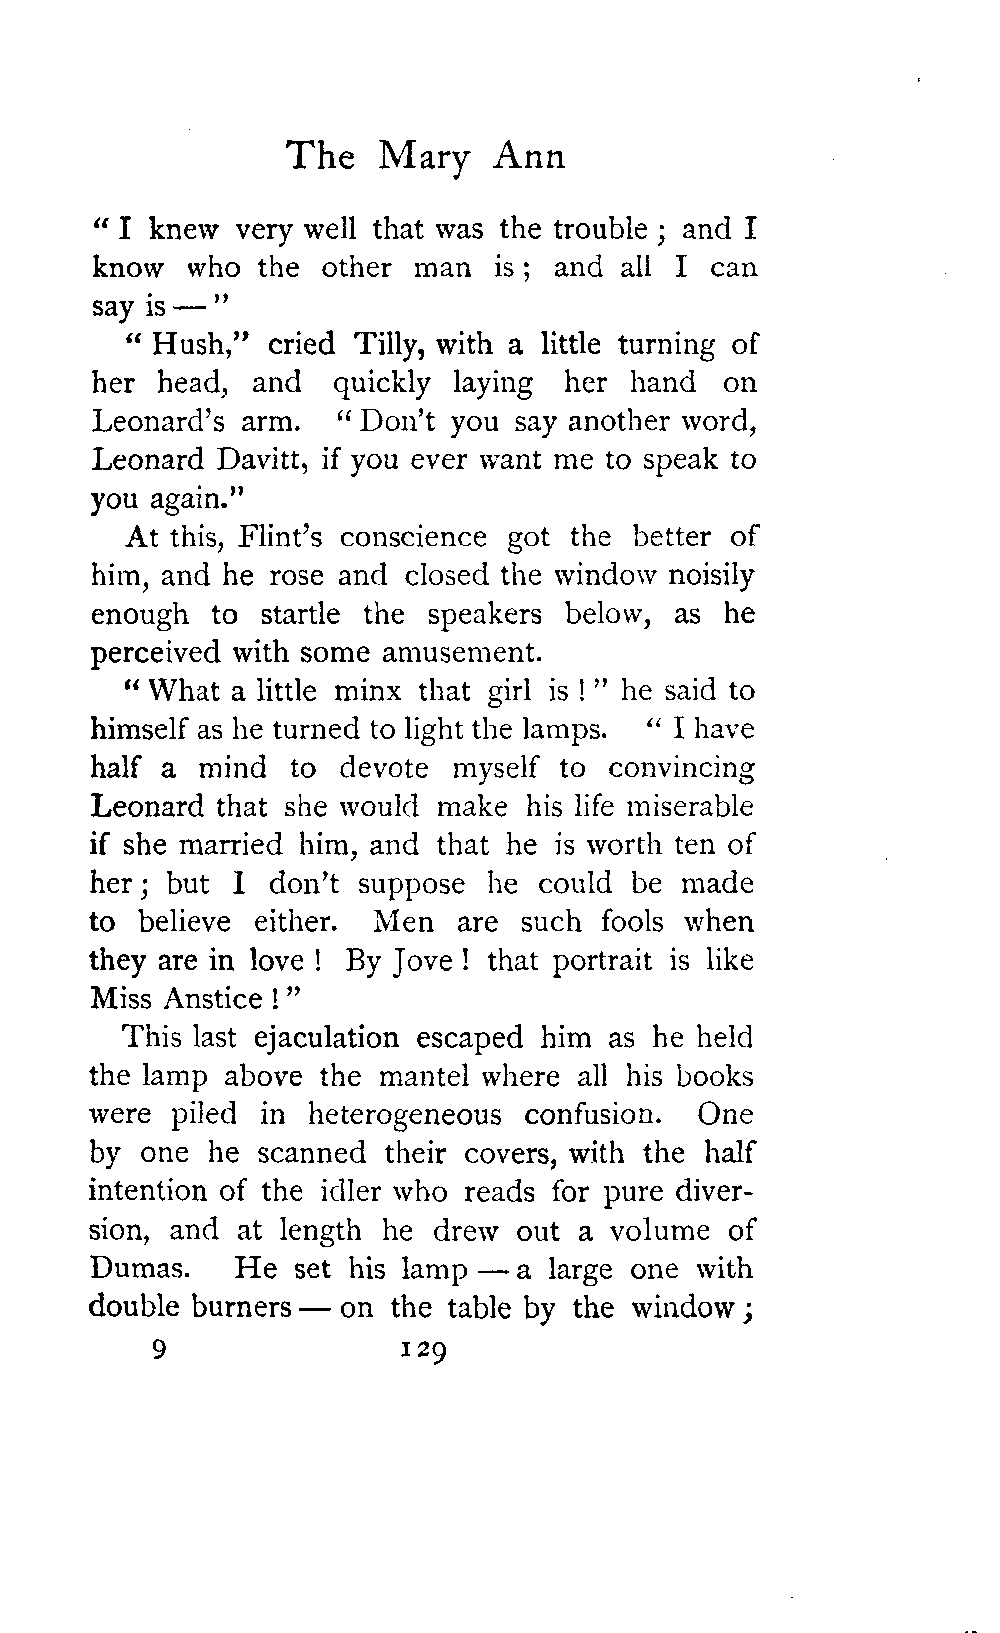 The Mary Ann
“ I knew very well that was the trouble ; and I
know who the other man is ; and all I can
say is — ”
“ Hush,” cried Tilly, with a little turning of
her head, and quickly laying her hand on
Leonard’s arm. “ Don’t you say another word,
Leonard Davitt, if you ever want me to speak to
you again.”
At this, Flint’s conscience got the better of
him, and he rose and closed the window noisily
enough to startle the speakers below, as he
perceived with some amusement.
“ What a little minx that girl is ! ” he said to
himself as he turned to light the lamps. “ I have
half a mind to devote myself to convincing
Leonard that she would make his life miserable
if she married him, and that he is worth ten of
her ; but I don’t suppose he could be made
to believe either. Men are such fools when
they are in love ! By Jove ! that portrait is like
Miss Anstice ! ”
This last ejaculation escaped him as he held
the lamp above the mantel where all his books
were piled in heterogeneous confusion. One
by one he scanned their covers, with the half
intention of the idler who reads for pure diver-
sion, and at length he drew out a volume of
Dumas. He set his lamp — a large one with
double burners — on the table by the window ;
9 129